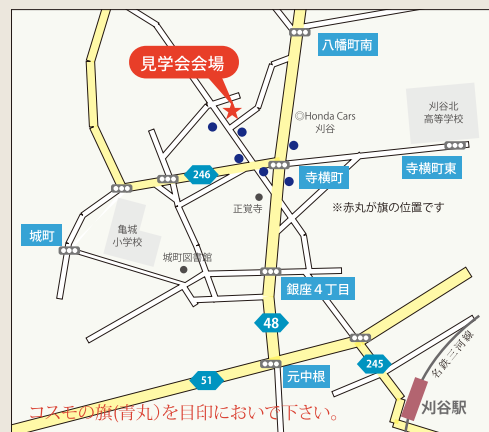 八幡町南
見学会会場
◎Honda Cars
刈谷
刈谷北
高等学校
寺横町東
246
寺横町
正覚寺
※赤丸が旗の位置です
亀城
小学校
城町
城町図書館
銀座4丁目
48
名鉄三河線
245
51
元中根
刈谷駅
コスモの旗(青丸)を目印においで下さい。